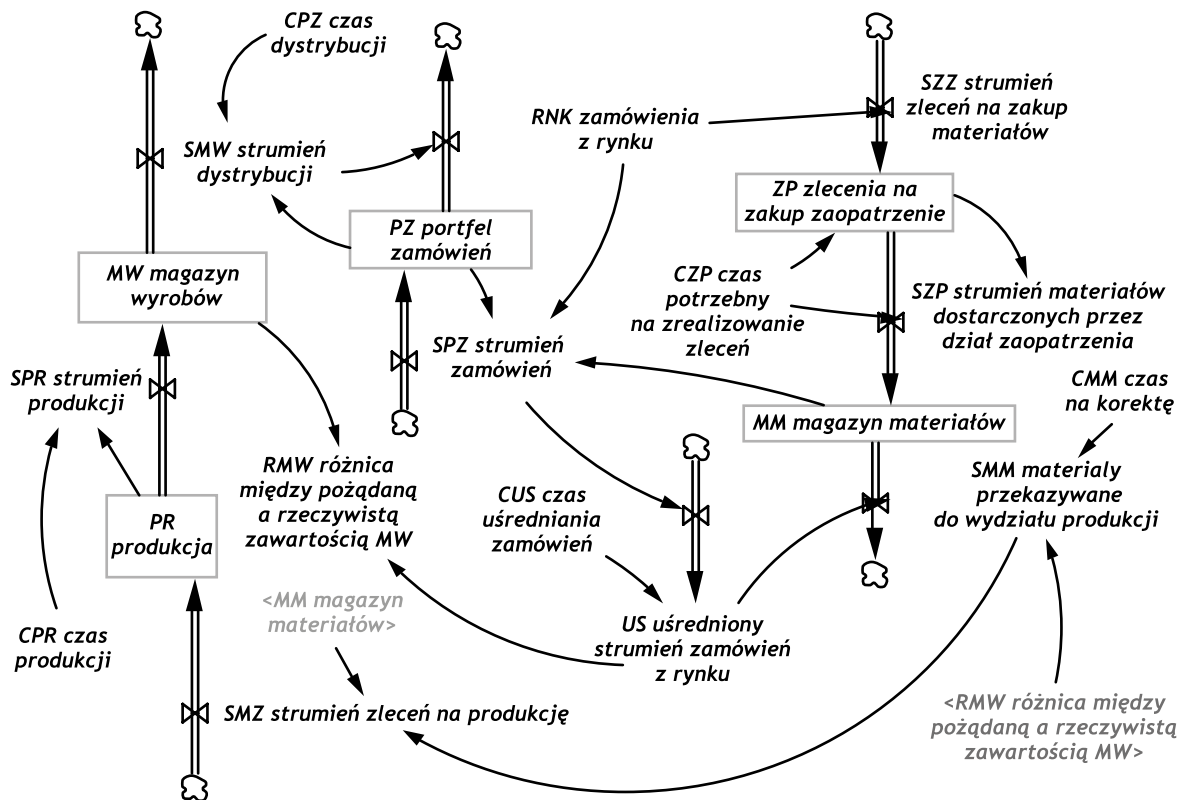 CPZ czas
dystrybucji
SMW strumień
dystrybucji
RNK zamówienia
z rynku
SZZ strumień
zleceń na zakup
materiałów
ZP zlecenia na
zakup zaopatrzenie
PZ portfel
zamówień
MW magazyn
wyrobów
CZP czas
potrzebny
na zrealizowanie
zleceń
SZP strumień materiałów
dostarczonych przez
dział zaopatrzenia
SPZ strumień
zamówień
SPR strumień
produkcji
CMM czas
na korektę
MM magazyn materiałów
RMW różnica
między pożądaną
a rzeczywistą
zawartością MW
CUS czas
uśredniania
zamówień
SMM materialy
przekazywane
do wydziału produkcji
PR
produkcja
<MM magazyn
materiałów>
CPR czas
produkcji
US uśredniony
strumień zamówień
z rynku
SMZ strumień zleceń na produkcję
<RMW różnica między
pożądaną a rzeczywistą
zawartością MW>